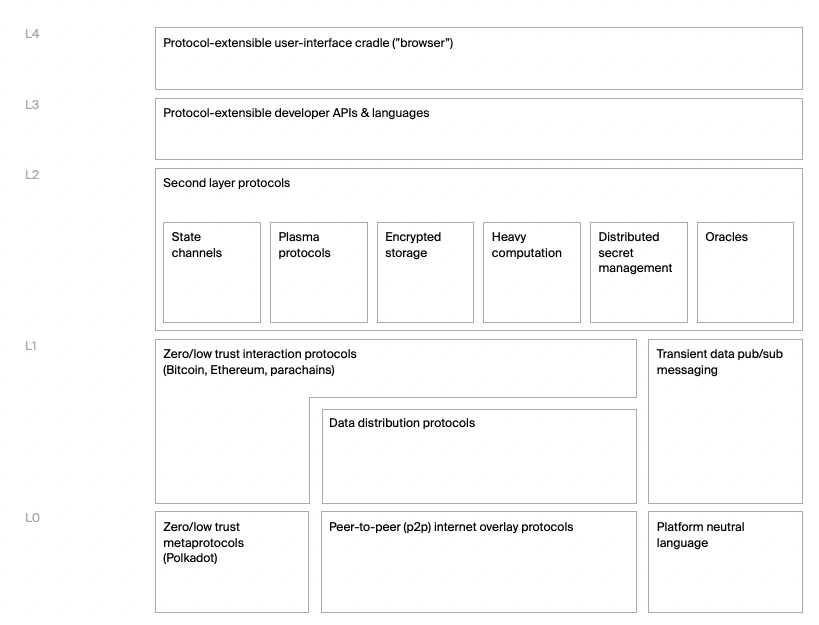 L4
Protocol-extensible user-interface cradle ("browser")
L3
Protocol-extensible developer APIs & languages
L2
Second layer protocols
State
channels
Plasma
protocols
Encrypted
storage
Heavy
computation
Distributed
secret
management
Oracles
L1
Zero/low trust interaction protocols
(Bitcoin, Ethereum, parachains)
Transient data pub/sub
messaging
Data distribution protocols
L0
Zero/low trust
metaprotocols
(Polkadot)
Peer-to-peer (p2p) internet overlay protocols
Platform neutral
language